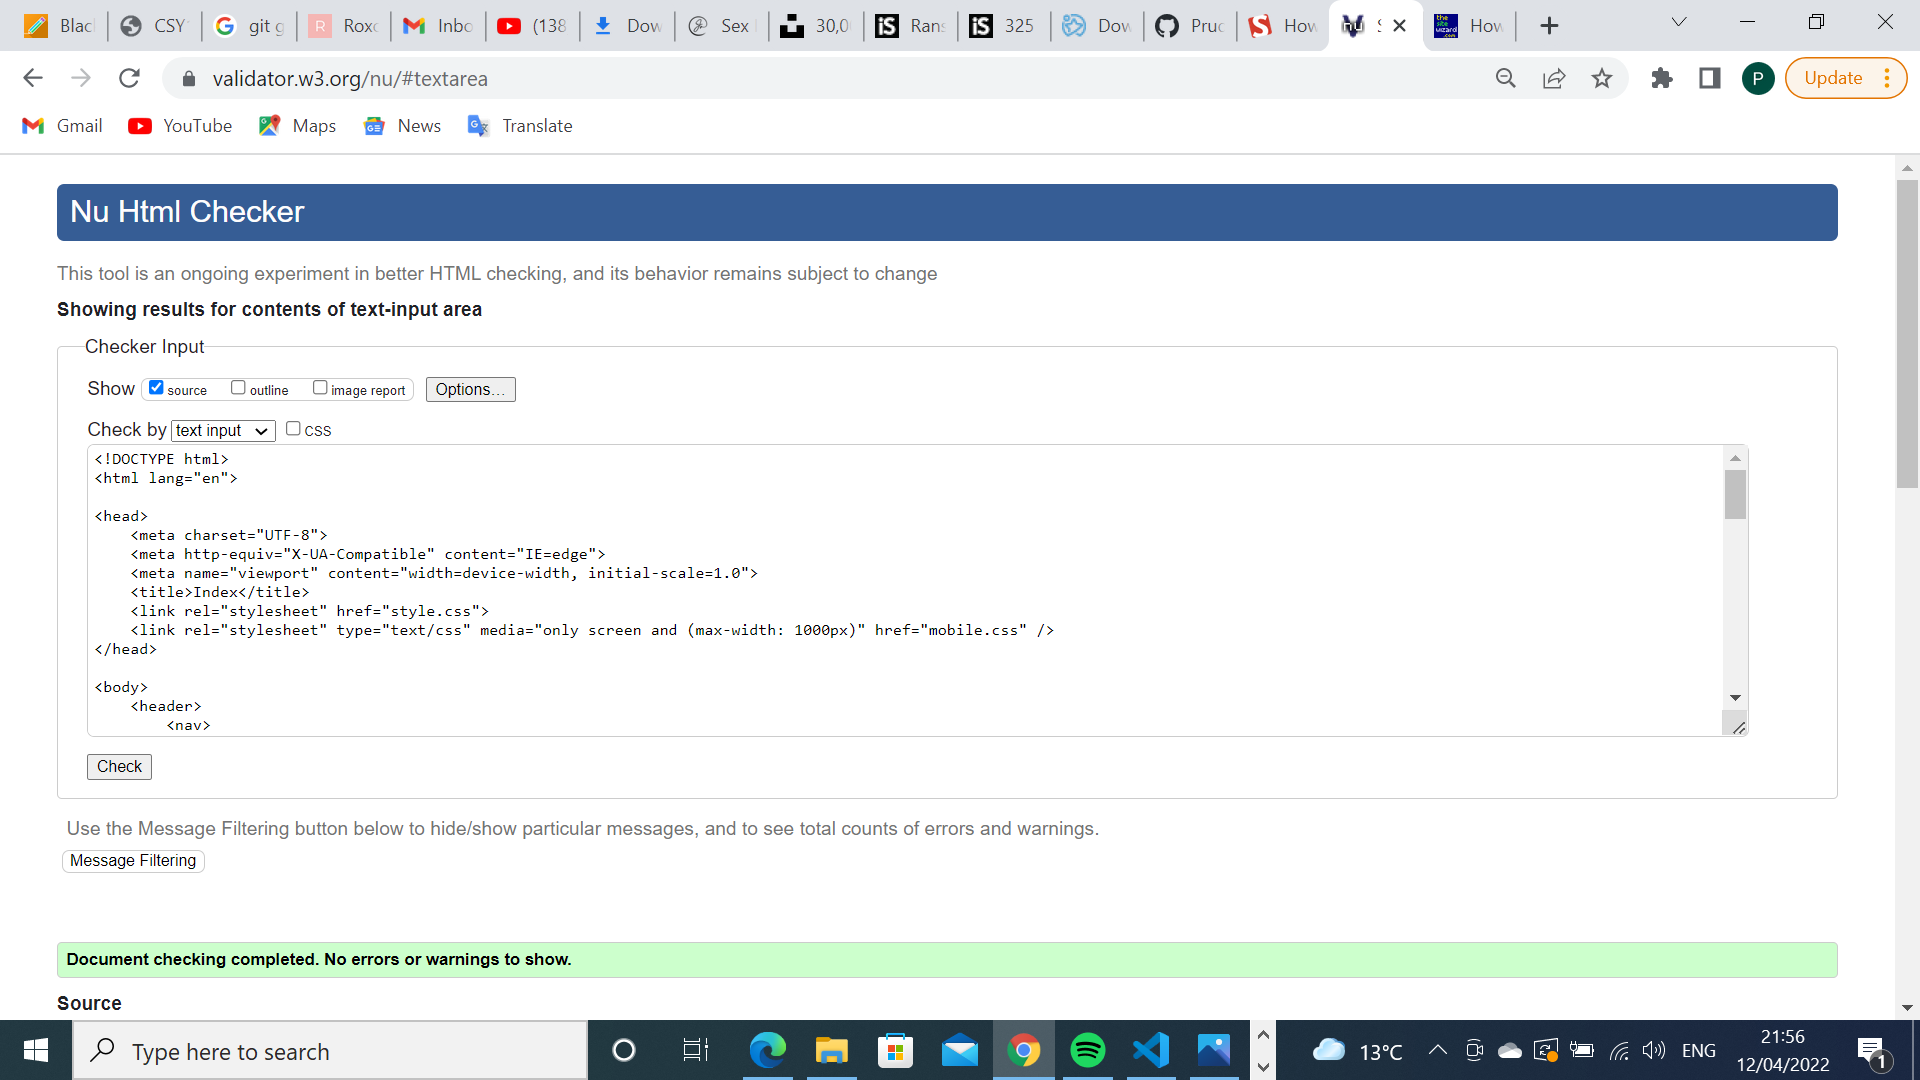 Blac
CSY
git g
Roxo
Inbo
(138
Dow
Sex
30,0
Rans
325
Dow
Pruc
How
How
validator.w3.org/nu/#textarea
P
Update
Gmail
YouTube
Maps
News
Translate
Nu Html Checker
This tool is an ongoing experiment in better HTML checking, and its behavior remains subject to change
Showing results for contents of text-input area
Checker Input
Show source outline image report Options...
Check by text input css
<!DOCTYPE html>
<html lang="en">
<head>
<meta charset="UTF-8">
<meta http-equiv="X-UA-Compatible" content="IE=edge">
<meta name="viewport" content="width=device-width, initial-scale=1.0">
<title>Index</title>
<link rel="stylesheet" href="style.css">
<link rel="stylesheet" type="text/css" media="only screen and (max-width: 1000px)" href="mobile.css" />
</head>
<body>
<header>
<nav>
Check
Use the Message Filtering button below to hide/show particular messages, and to see total counts of errors and warnings.
Message Filtering
Document checking completed. No errors or warnings to show.
Source
Type here to search
13°C
ENG
21:56
12/04/2022
1